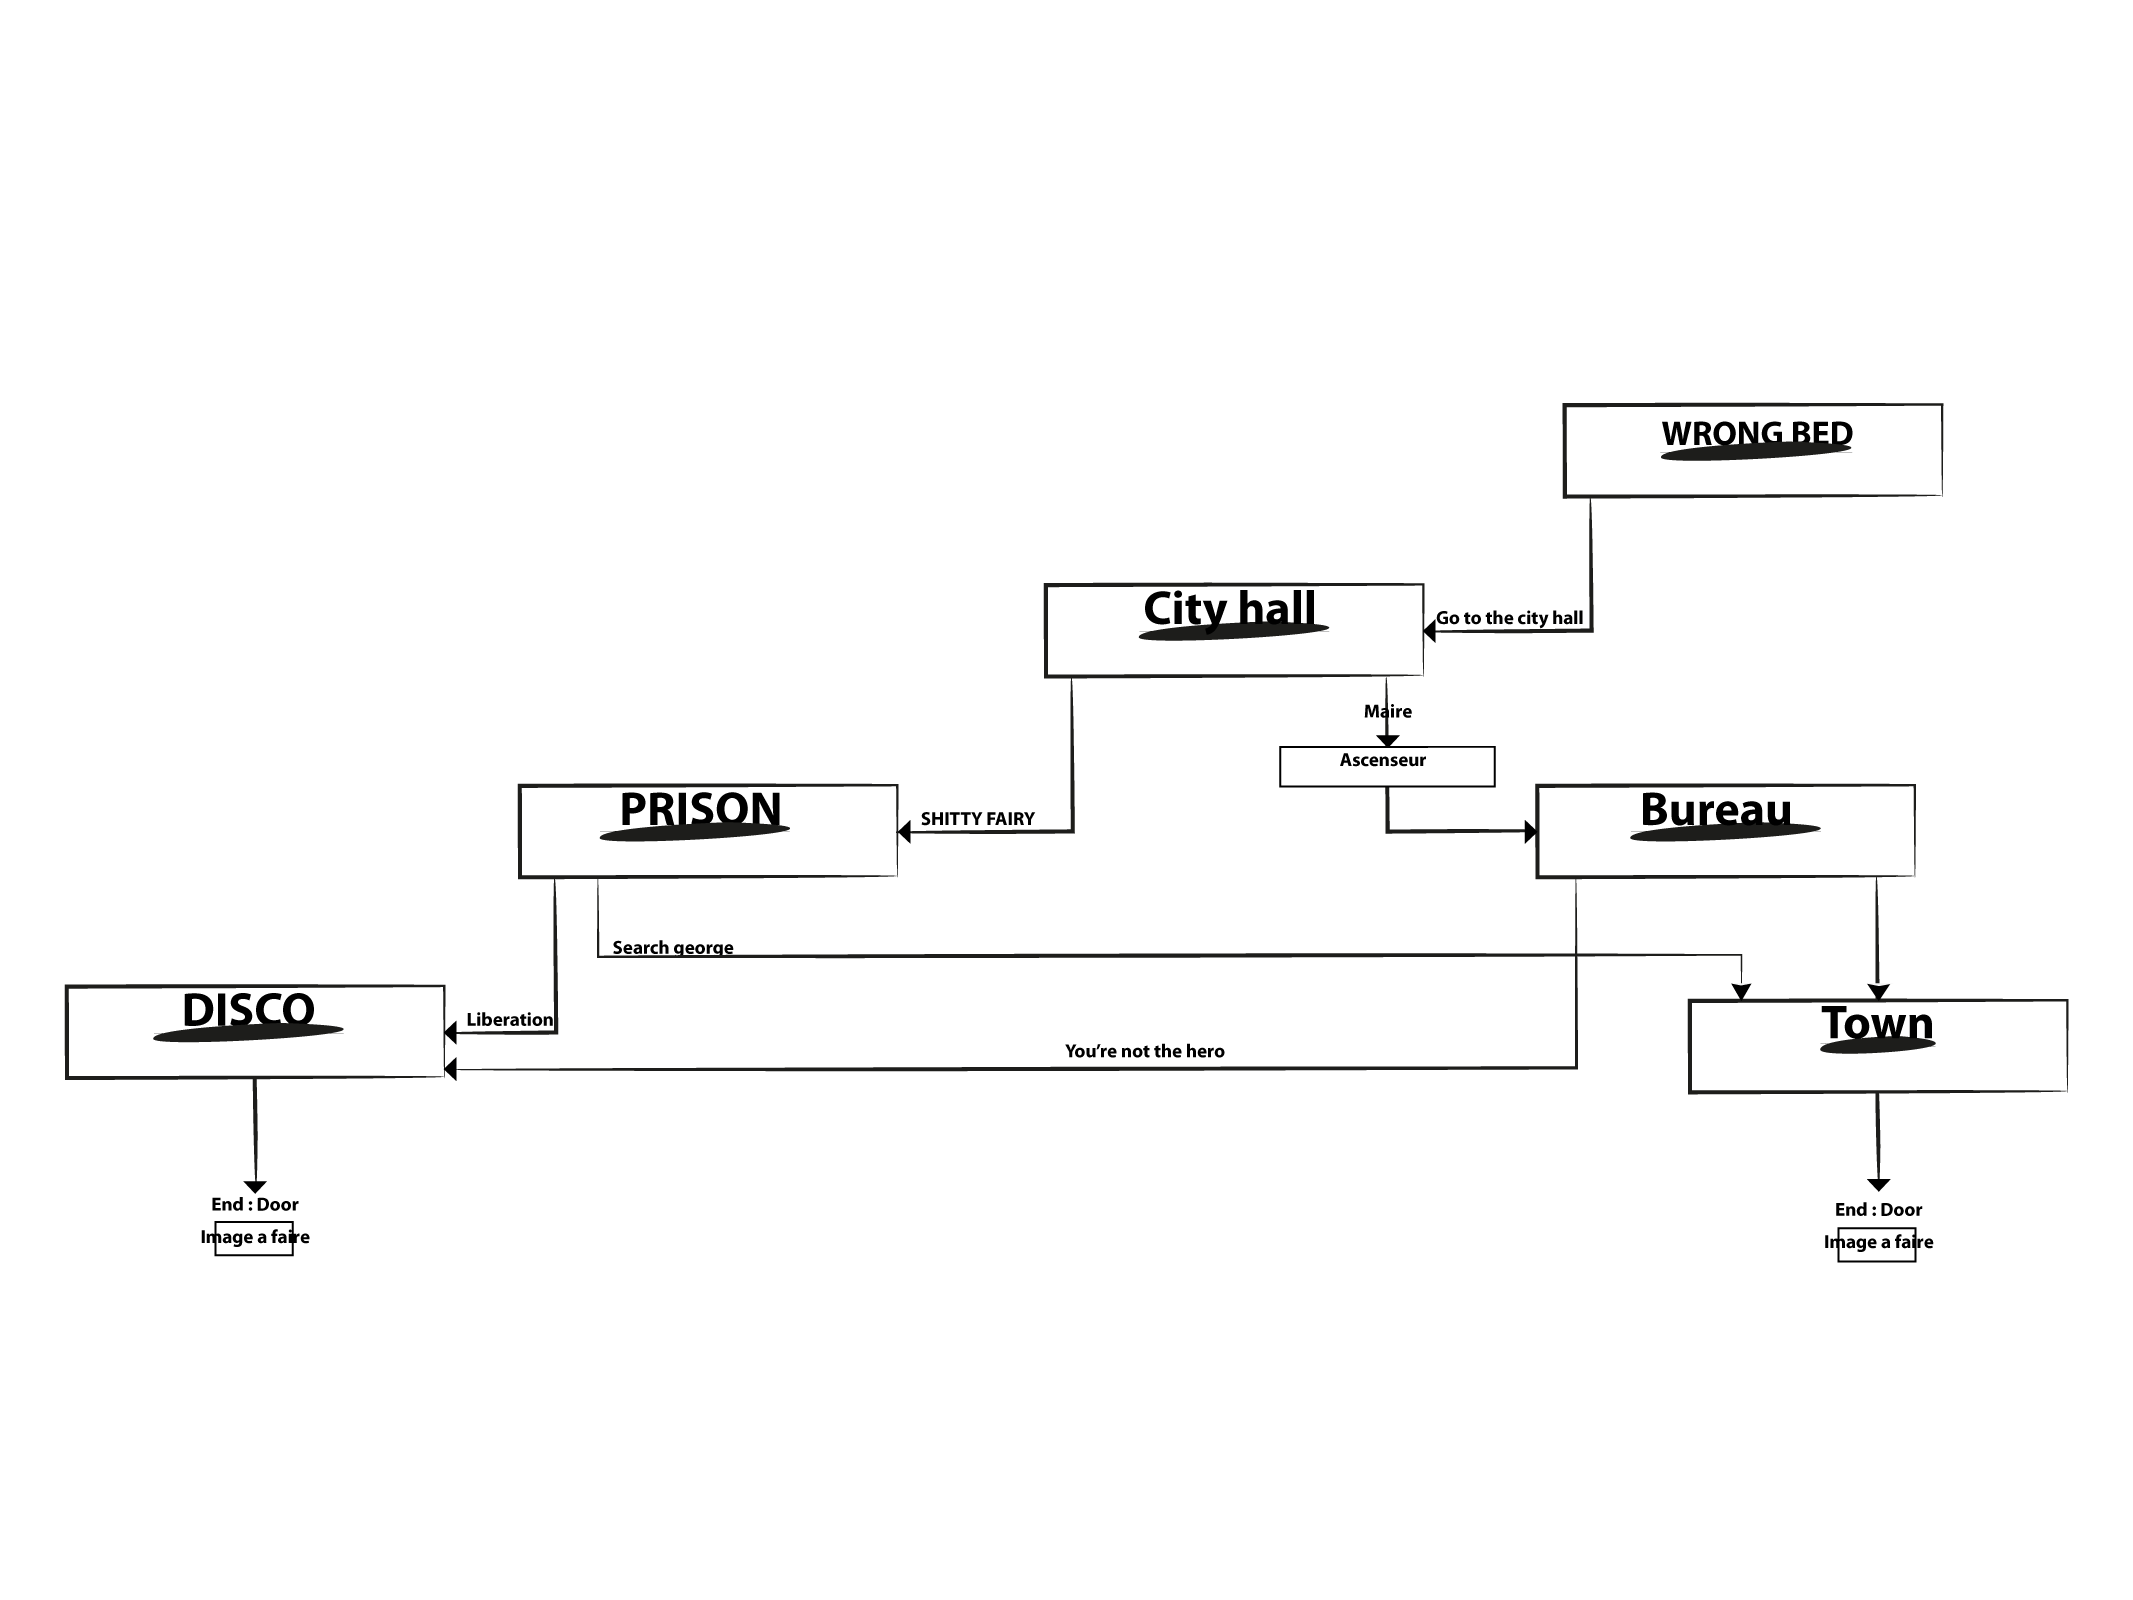 WRONG BED
City hall
Go to the city hall
Maire
Ascenseur
PRISON
SHITTY FAIRY
Bureau
Search george
DISCO
Liberation
You're not the hero
Town
End : Door
Image a faire
End : Door
Image a faire